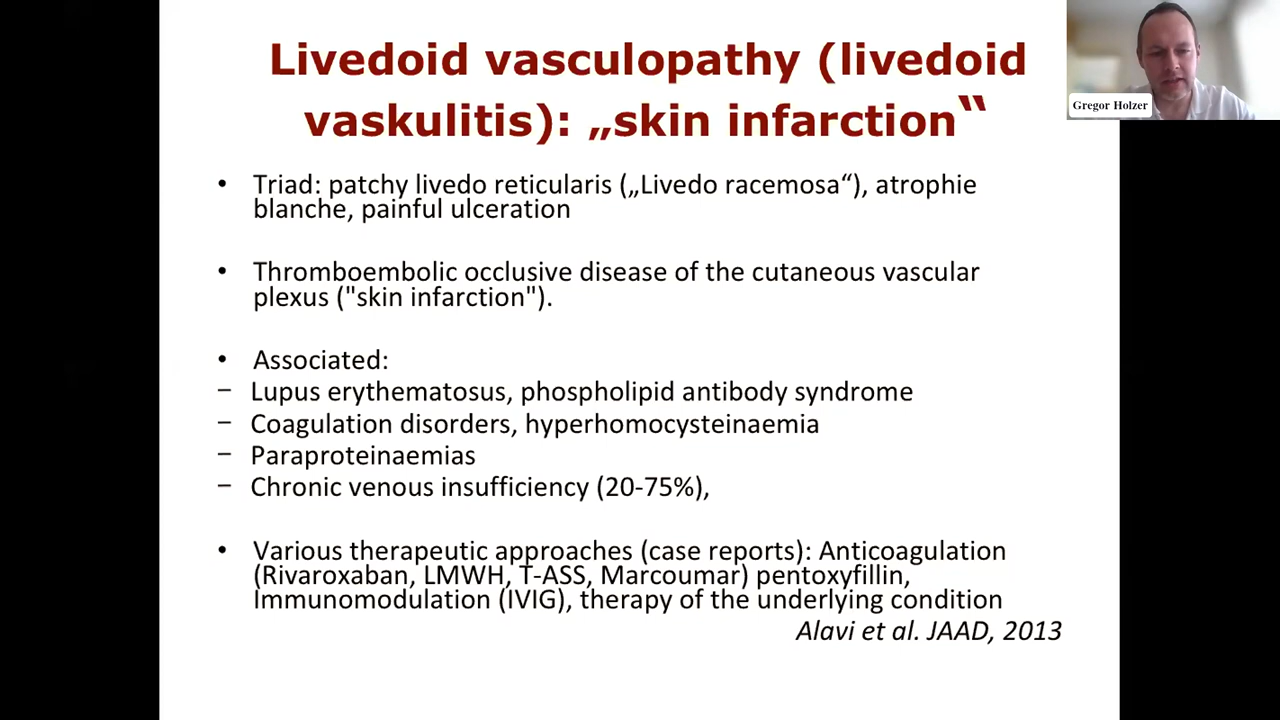 Livedoid vasculopathy (livedoid
vaskulitis): „skin infarction“
Gregor Holzer
• Triad: patchy livedo reticularis („Livedo racemosa“), atrophie
blanche, painful ulceration
• Thromboembolic occlusive disease of the cutaneous vascular
plexus ("skin infarction").
• Associated:
− Lupus erythematosus, phospholipid antibody syndrome
− Coagulation disorders, hyperhomocysteinaemia
− Paraproteinaemias
− Chronic venous insufficiency (20-75%),
• Various therapeutic approaches (case reports): Anticoagulation
(Rivaroxaban, LMWH, T-ASS, Marcoumar) pentoxyfillin,
Immunomodulation (IVIG), therapy of the underlying condition
Alavi et al. JAAD, 2013